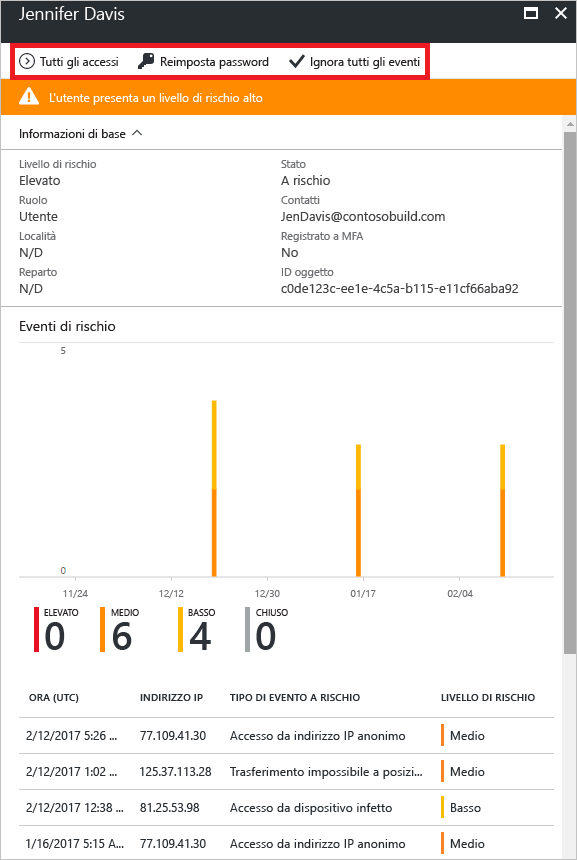 Jennifer Davis
Tutti gli accessi Reimposta password Ignora tutti gli eventi
L'utente presenta un livello di rischio alto
Informazioni di base
Livello di rischio Stato
Elevato A rischio
Ruolo Contatti
Utente JenDavis@contosobuild.com
Località Registrato a MFA
N/D No
Reparto ID oggetto
N/D c0de123c-ee1e-4c5a-b115-e11cf66aba92
Eventi di rischio
5
0
11/24 12/12 12/30 01/17 02/04
ELEVATO MEDIO BASSO CHIUSO
0 6 4 0
ORA (UTC) INDIRIZZO IP TIPO DI EVENTO A RISCHIO LIVELLO DI RISCHIO
2/12/2017 5:26 ... 77.109.41.30 Accesso da indirizzo IP anonimo Medio
2/12/2017 1:02 ... 125.37.113.28 Trasferimento impossibile a posizi... Medio
2/12/2017 12:38 ... 81.25.53.98 Accesso da dispositivo infetto Basso
1/16/2017 5:15 A... 77.109.41.30 Accesso da indirizzo IP anonimo Medio